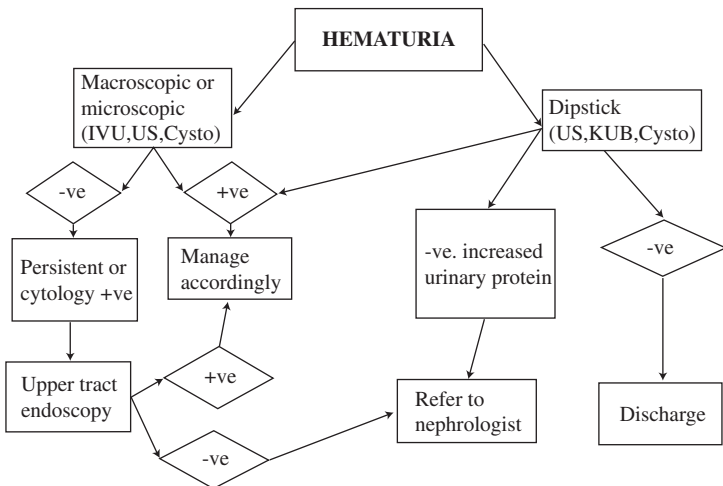 HEMATURIA
Macroscopic or
microscopic
(IVU,US,Cysto)
Dipstick
(US,KUB,Cysto)
-ve
+ve
Persistent or
cytology +ve
Manage
accordingly
-ve. increased
urinary protein
-ve
Upper tract
endoscopy
+ve
Refer to
nephrologist
Discharge
-ve